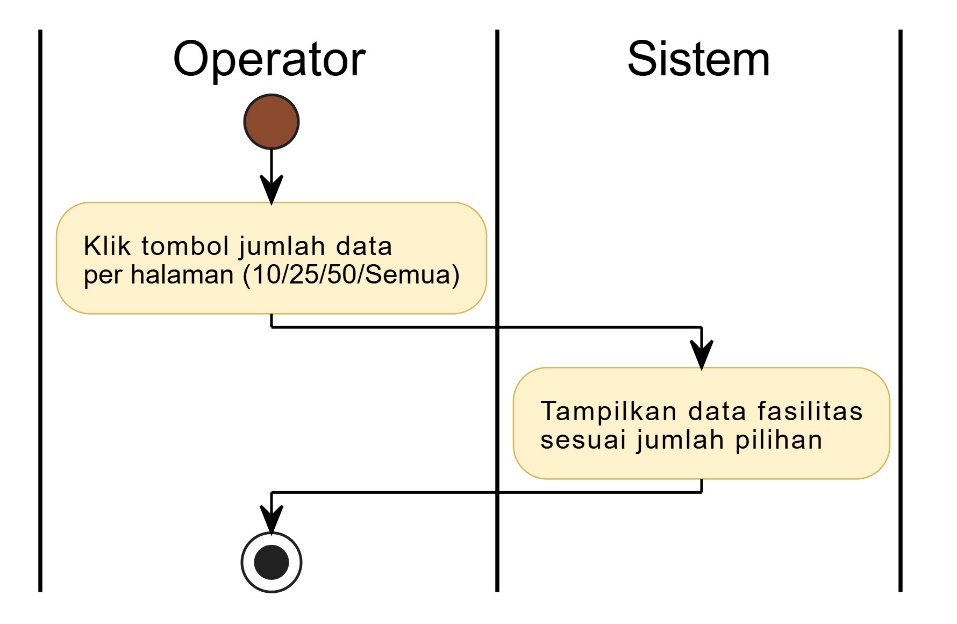 Operator
Sistem
Klik tombol jumlah data
per halaman (10/25/50/Semua)
Tampilkan data fasilitas
sesuai jumlah pilihan